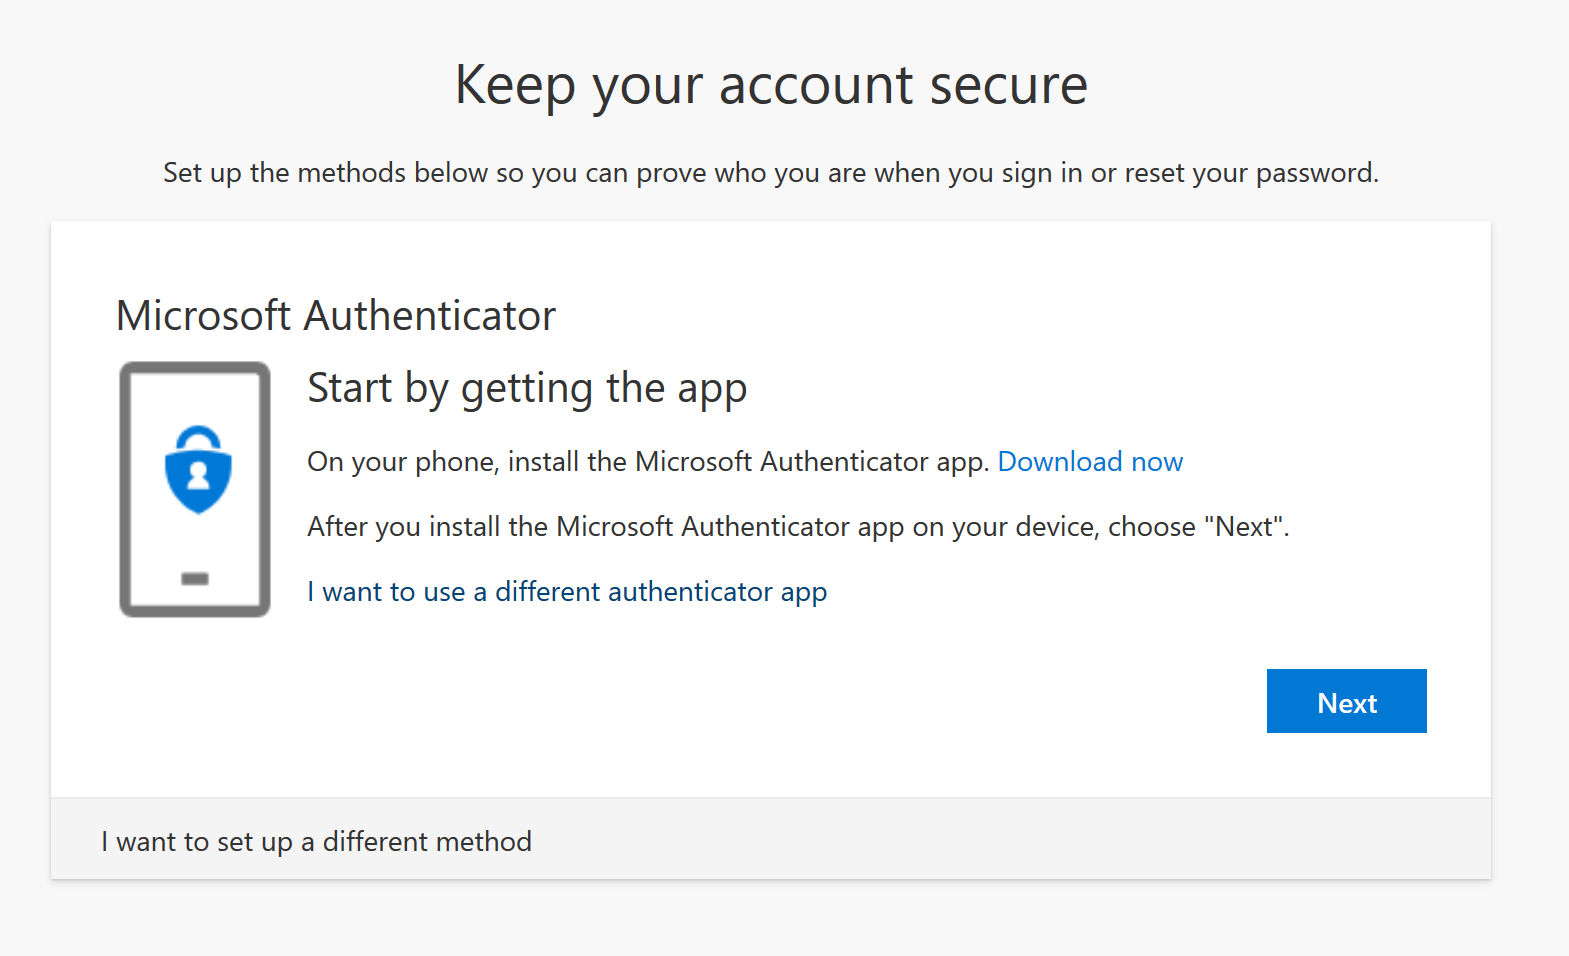 Keep your account secure
Set up the methods below so you can prove who you are when you sign in or reset your password.
Microsoft Authenticator
Start by getting the app
On your phone, install the Microsoft Authenticator app. Download now
After you install the Microsoft Authenticator app on your device, choose "Next".
I want to use a different authenticator app
Next
I want to set up a different method